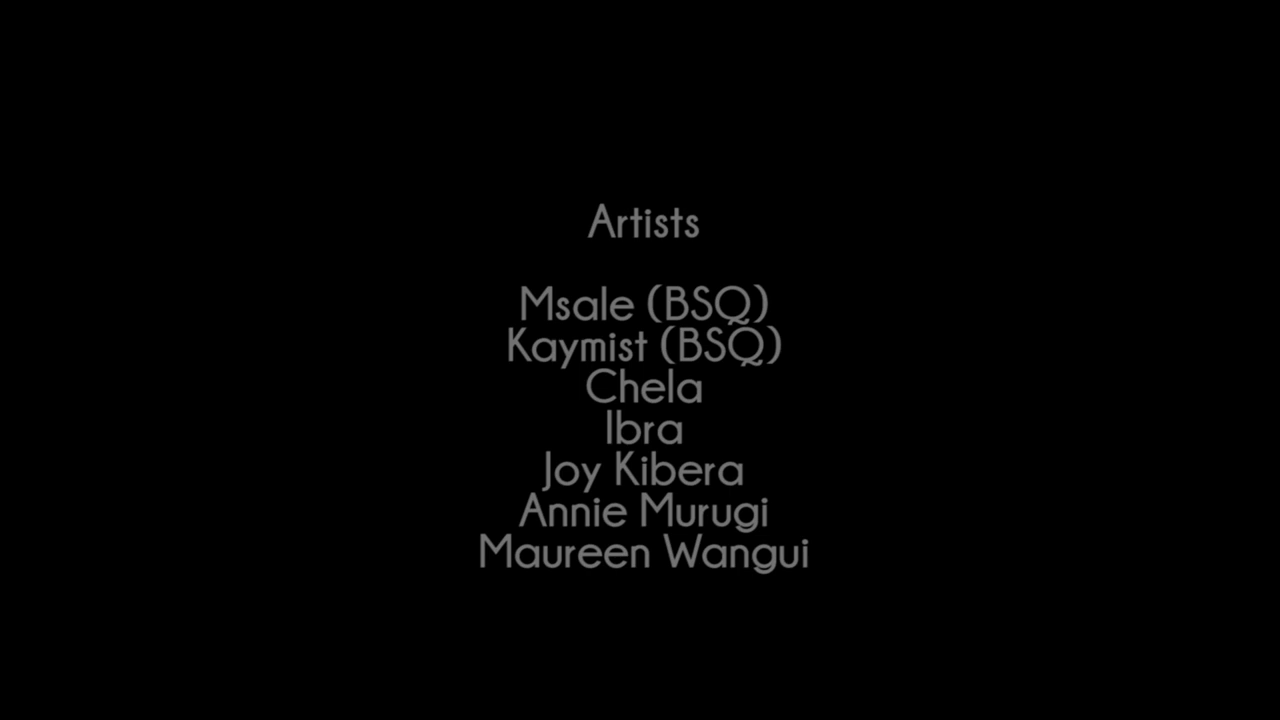 Artists
Msale (BSQ)
Kaymist (BSQ)
Chela
Ibra
Joy Kibera
Annie Murugi
Maureen Wangui